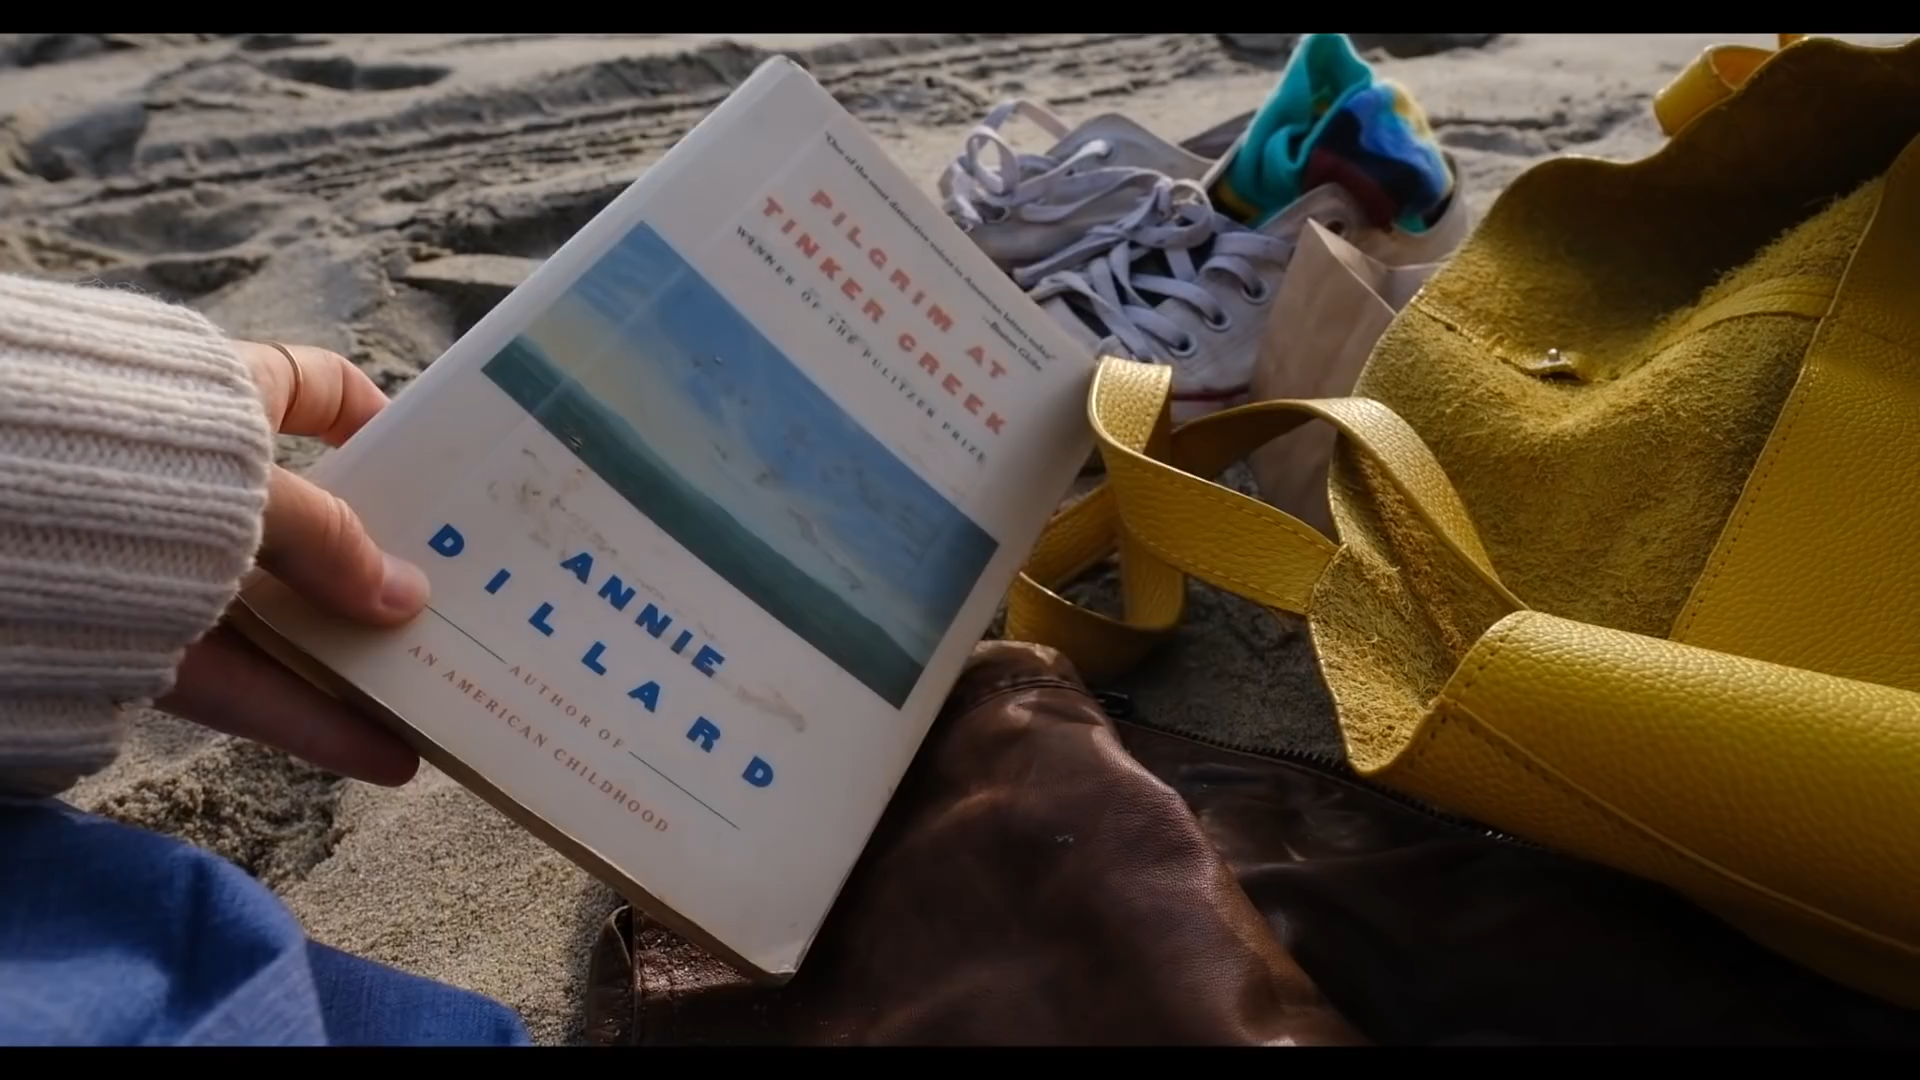 "One of the most distinctive voices in American letters today"
—Boston Globe
PILGRIM AT
TINKER CREEK
WINNER OF THE PULITZER PRIZE
ANNIE
DILLARD
AUTHOR OF
AN AMERICAN CHILDHOOD